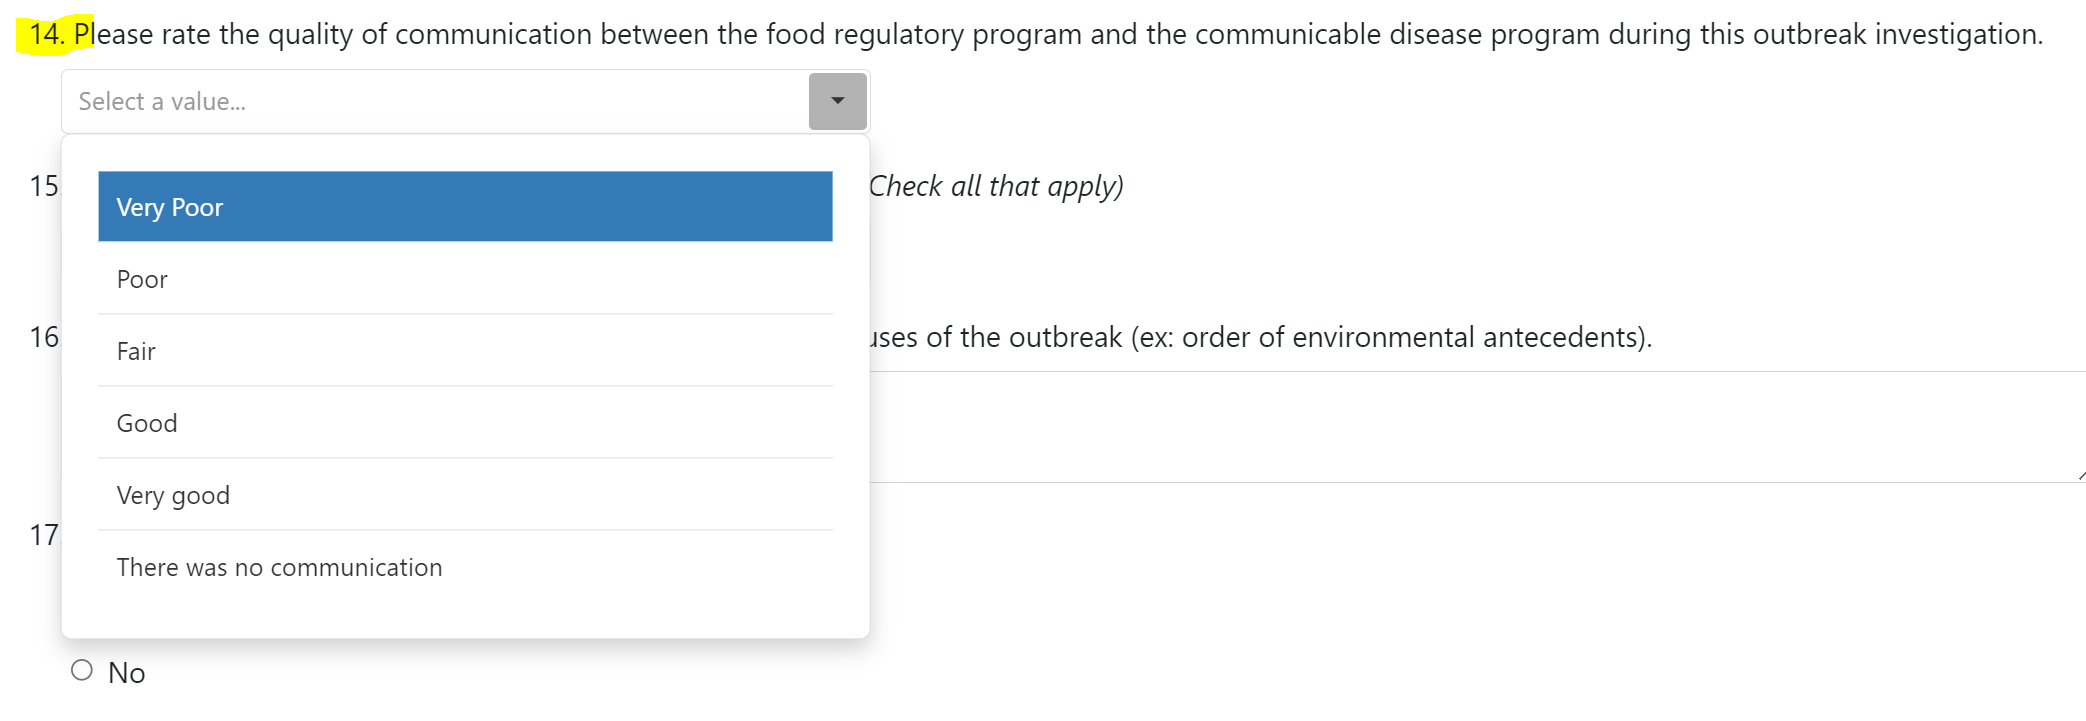 14. Please rate the quality of communication between the food regulatory program and the communicable disease program during this outbreak investigation.
Select a value...
15
Check all that apply)
Very Poor
Poor
16
of the outbreak (ex: order of environmental antecedents).
Fair
Good
Very good
17
There was no communication
No